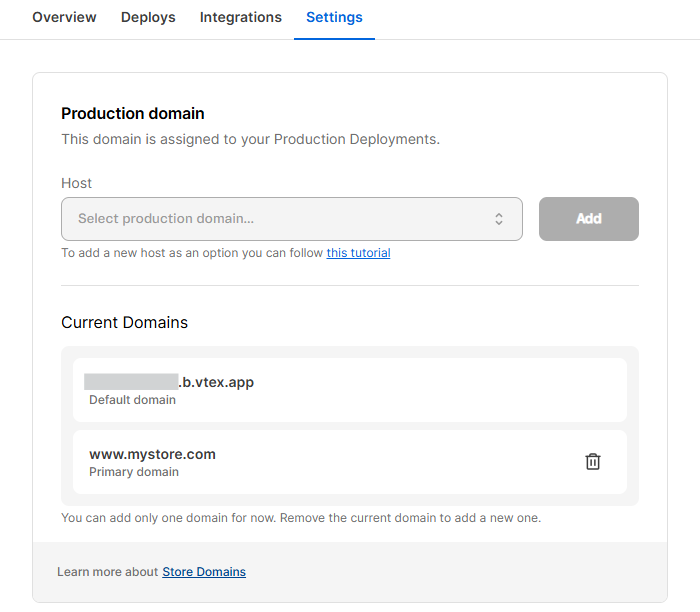 Overview Deploys Integrations Settings
Production domain
This domain is assigned to your Production Deployments.
Host
Select production domain... Add
To add a new host as an option you can follow this tutorial
Current Domains
.b.vtex.app
Default domain
www.mystore.com
Primary domain
You can add only one domain for now. Remove the current domain to add a new one.
Learn more about Store Domains